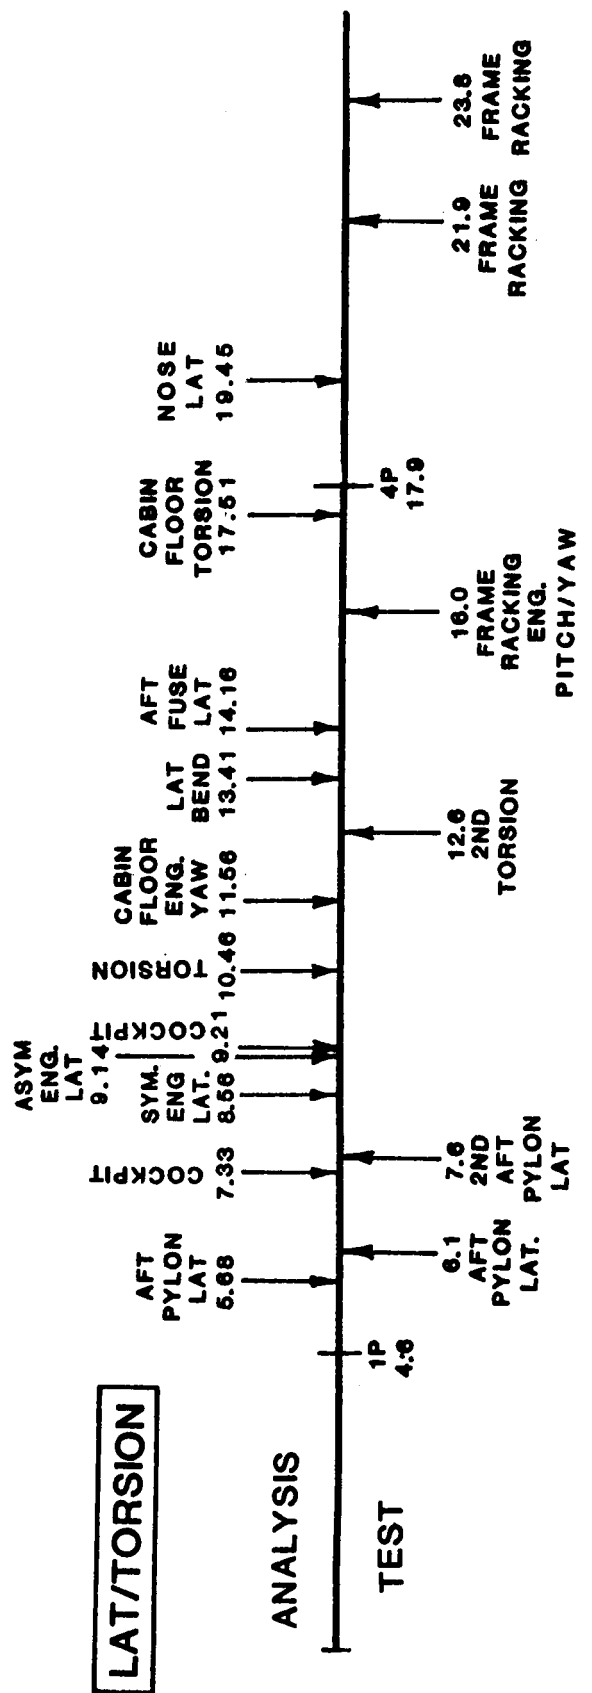 LAT/TORSION
ANALYSIS
AFT
PYLON
LAT
5.68
COCKPIT
7.33
SYM.
ENG
LAT.
8.56
ASYM
ENG.
LAT
9.14
COCKPIT
9.21
TORSION
10.46
CABIN
FLOOR
ENG.
YAW
11.56
LAT
BEND
13.41
AFT
FUSE
LAT
14.16
CABIN
FLOOR
TORSION
17.51
NOSE
LAT
19.45
TEST
1P
4.6
6.1
AFT
PYLON
LAT.
7.6
2ND
AFT
PYLON
LAT
12.6
2ND
TORSION
16.0
FRAME
RACKING
ENG.
PITCH/YAW
4P
17.9
21.9
FRAME
RACKING
23.8
FRAME
RACKING